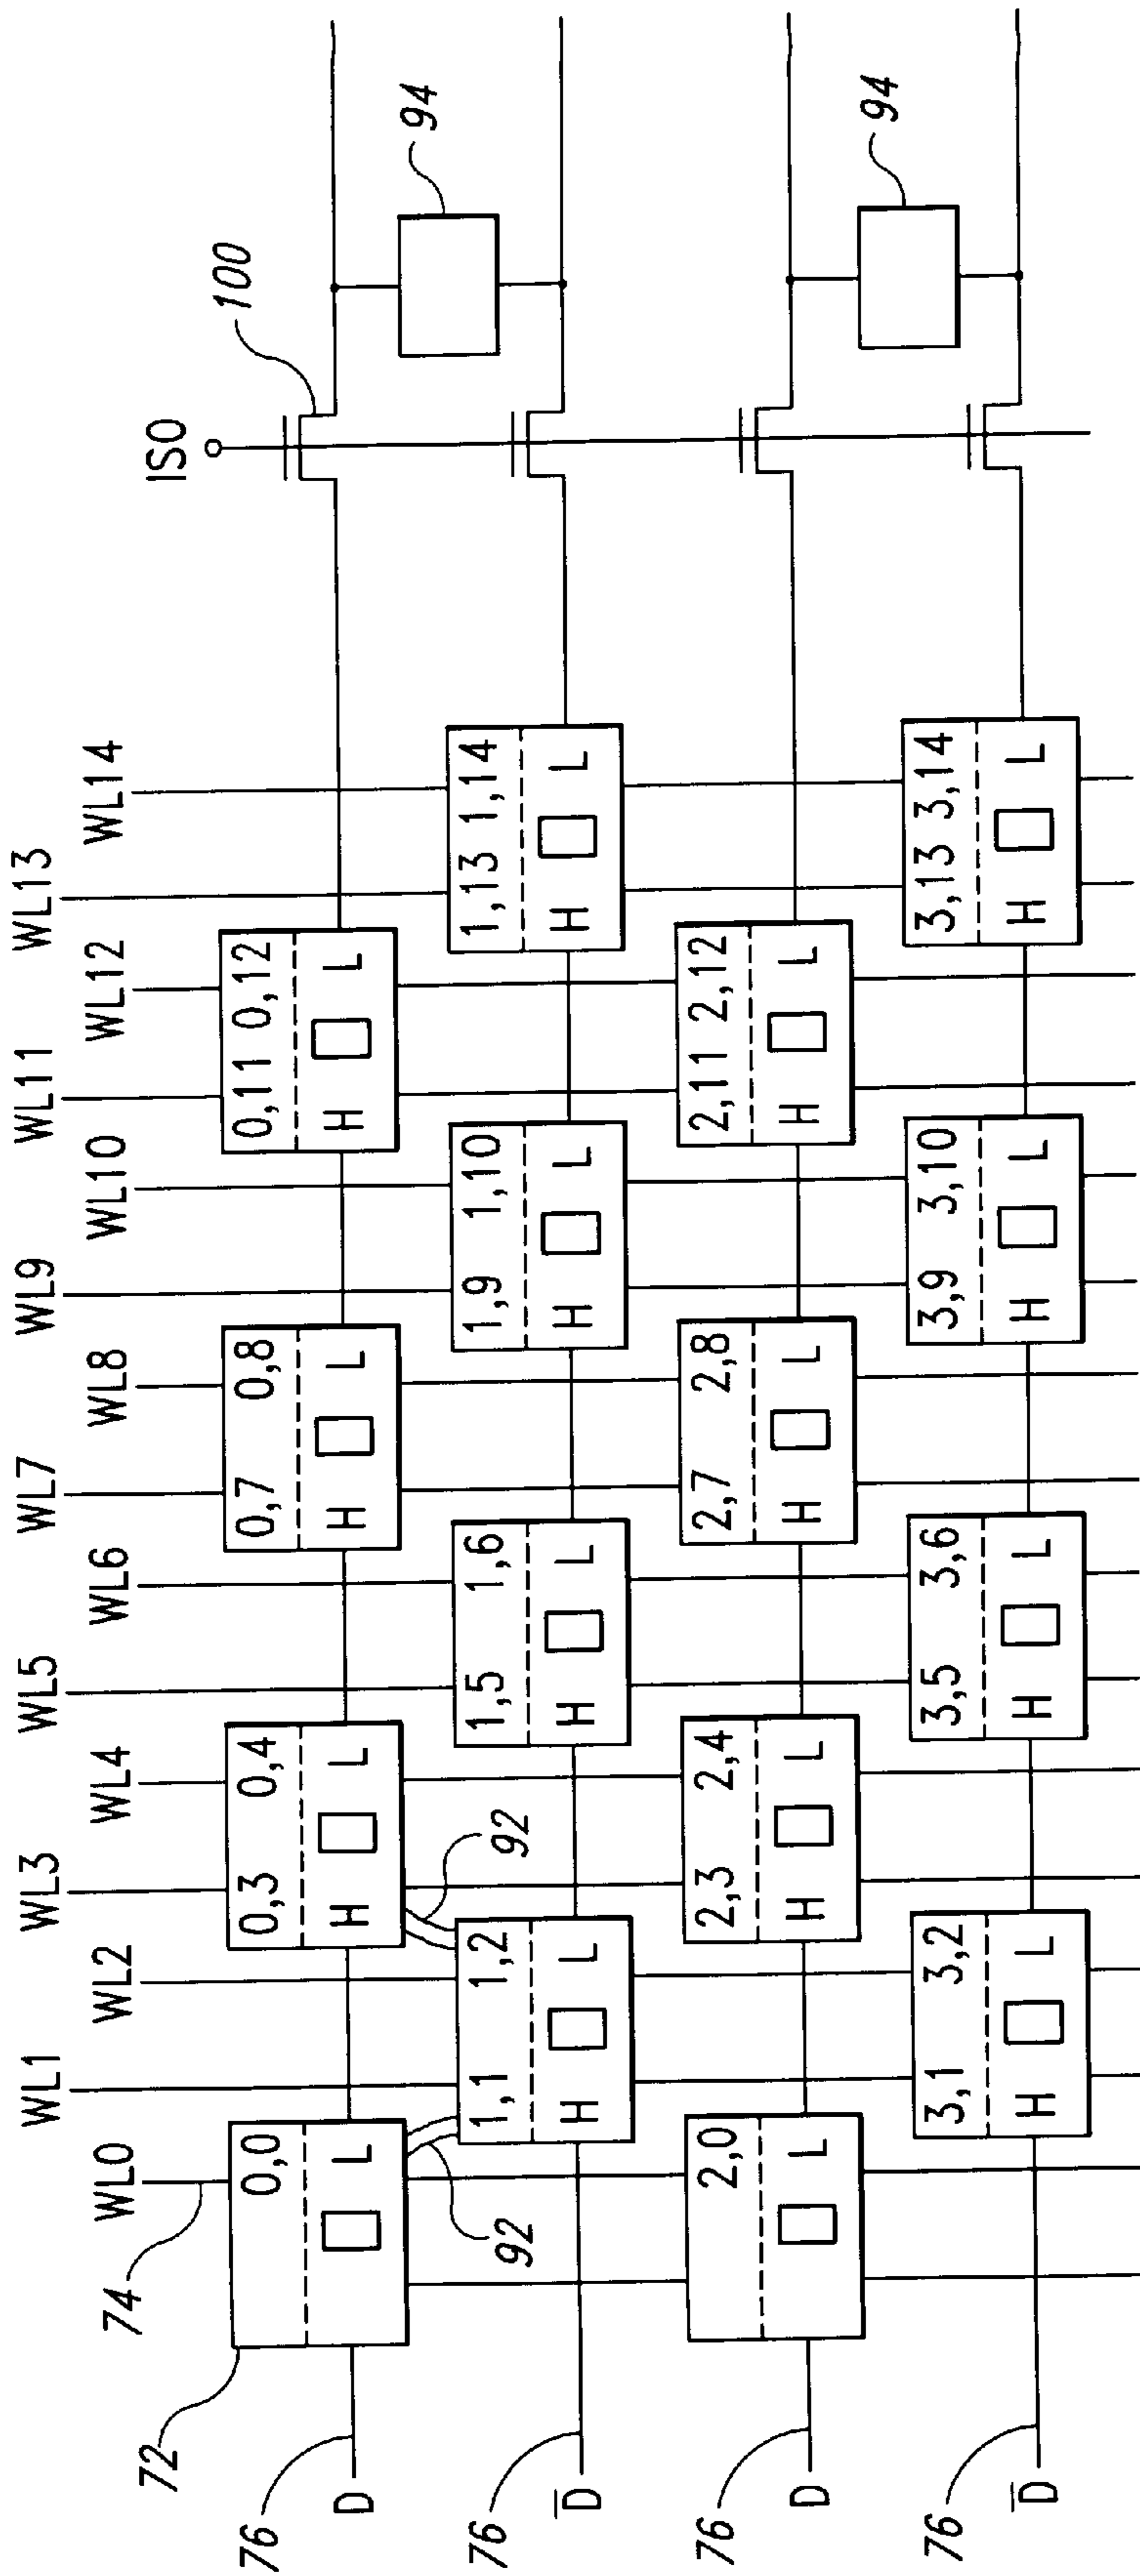 WL1 WL3 WL5 WL7 WL9 WL11 WL13
WL0 WL2 WL4 WL6 WL8 WL10 WL12 WL14
ISO
74
100
72
0,0 0,3 0,4 0,7 0,8 0,11 0,12
L H L H L H L
76
D
92
92
94
1,1 1,2 1,5 1,6 1,9 1,10 1,13 1,14
H L H L H L H L
76
D̅
2,0 2,3 2,4 2,7 2,8 2,11 2,12
L H L H L H L
76
D
94
3,1 3,2 3,5 3,6 3,9 3,10 3,13 3,14
H L H L H L H L
76
D̅